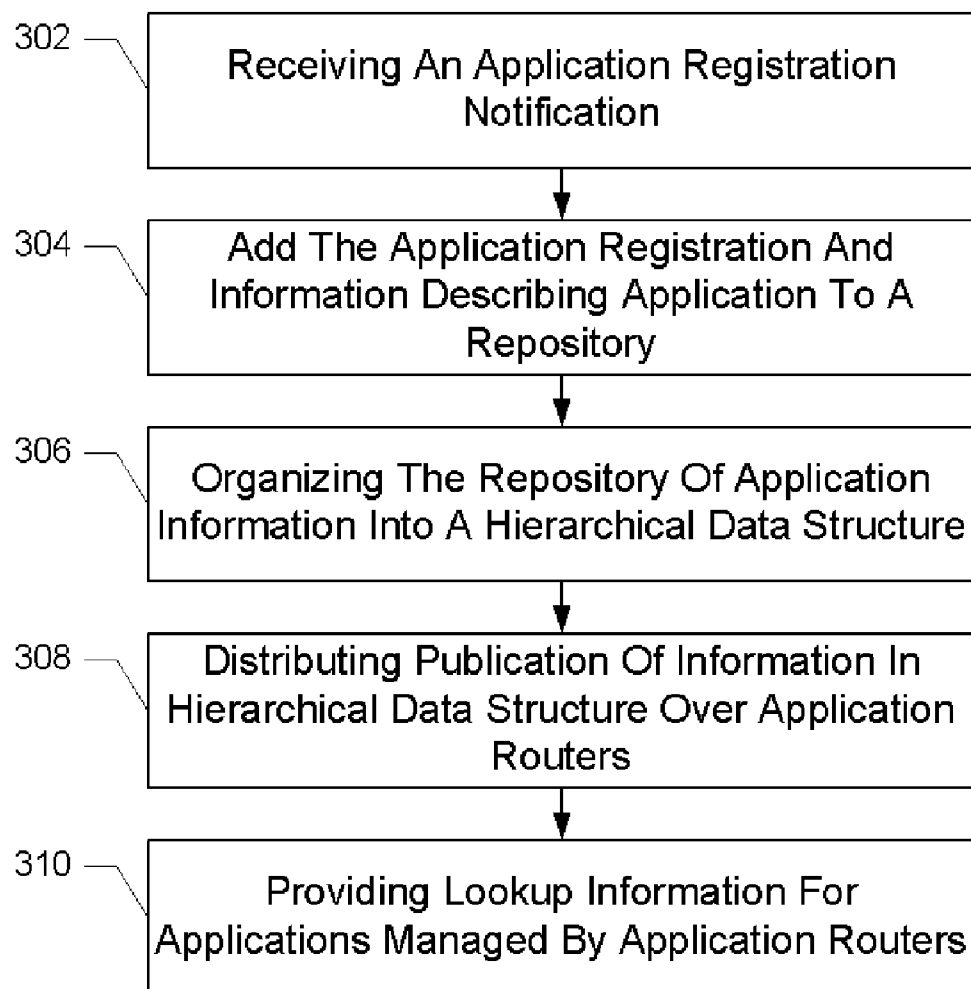 302
Receiving An Application Registration
Notification
304
Add The Application Registration And
Information Describing Application To A
Repository
306
Organizing The Repository Of Application
Information Into A Hierarchical Data Structure
308
Distributing Publication Of Information In
Hierarchical Data Structure Over Application
Routers
310
Providing Lookup Information For
Applications Managed By Application Routers